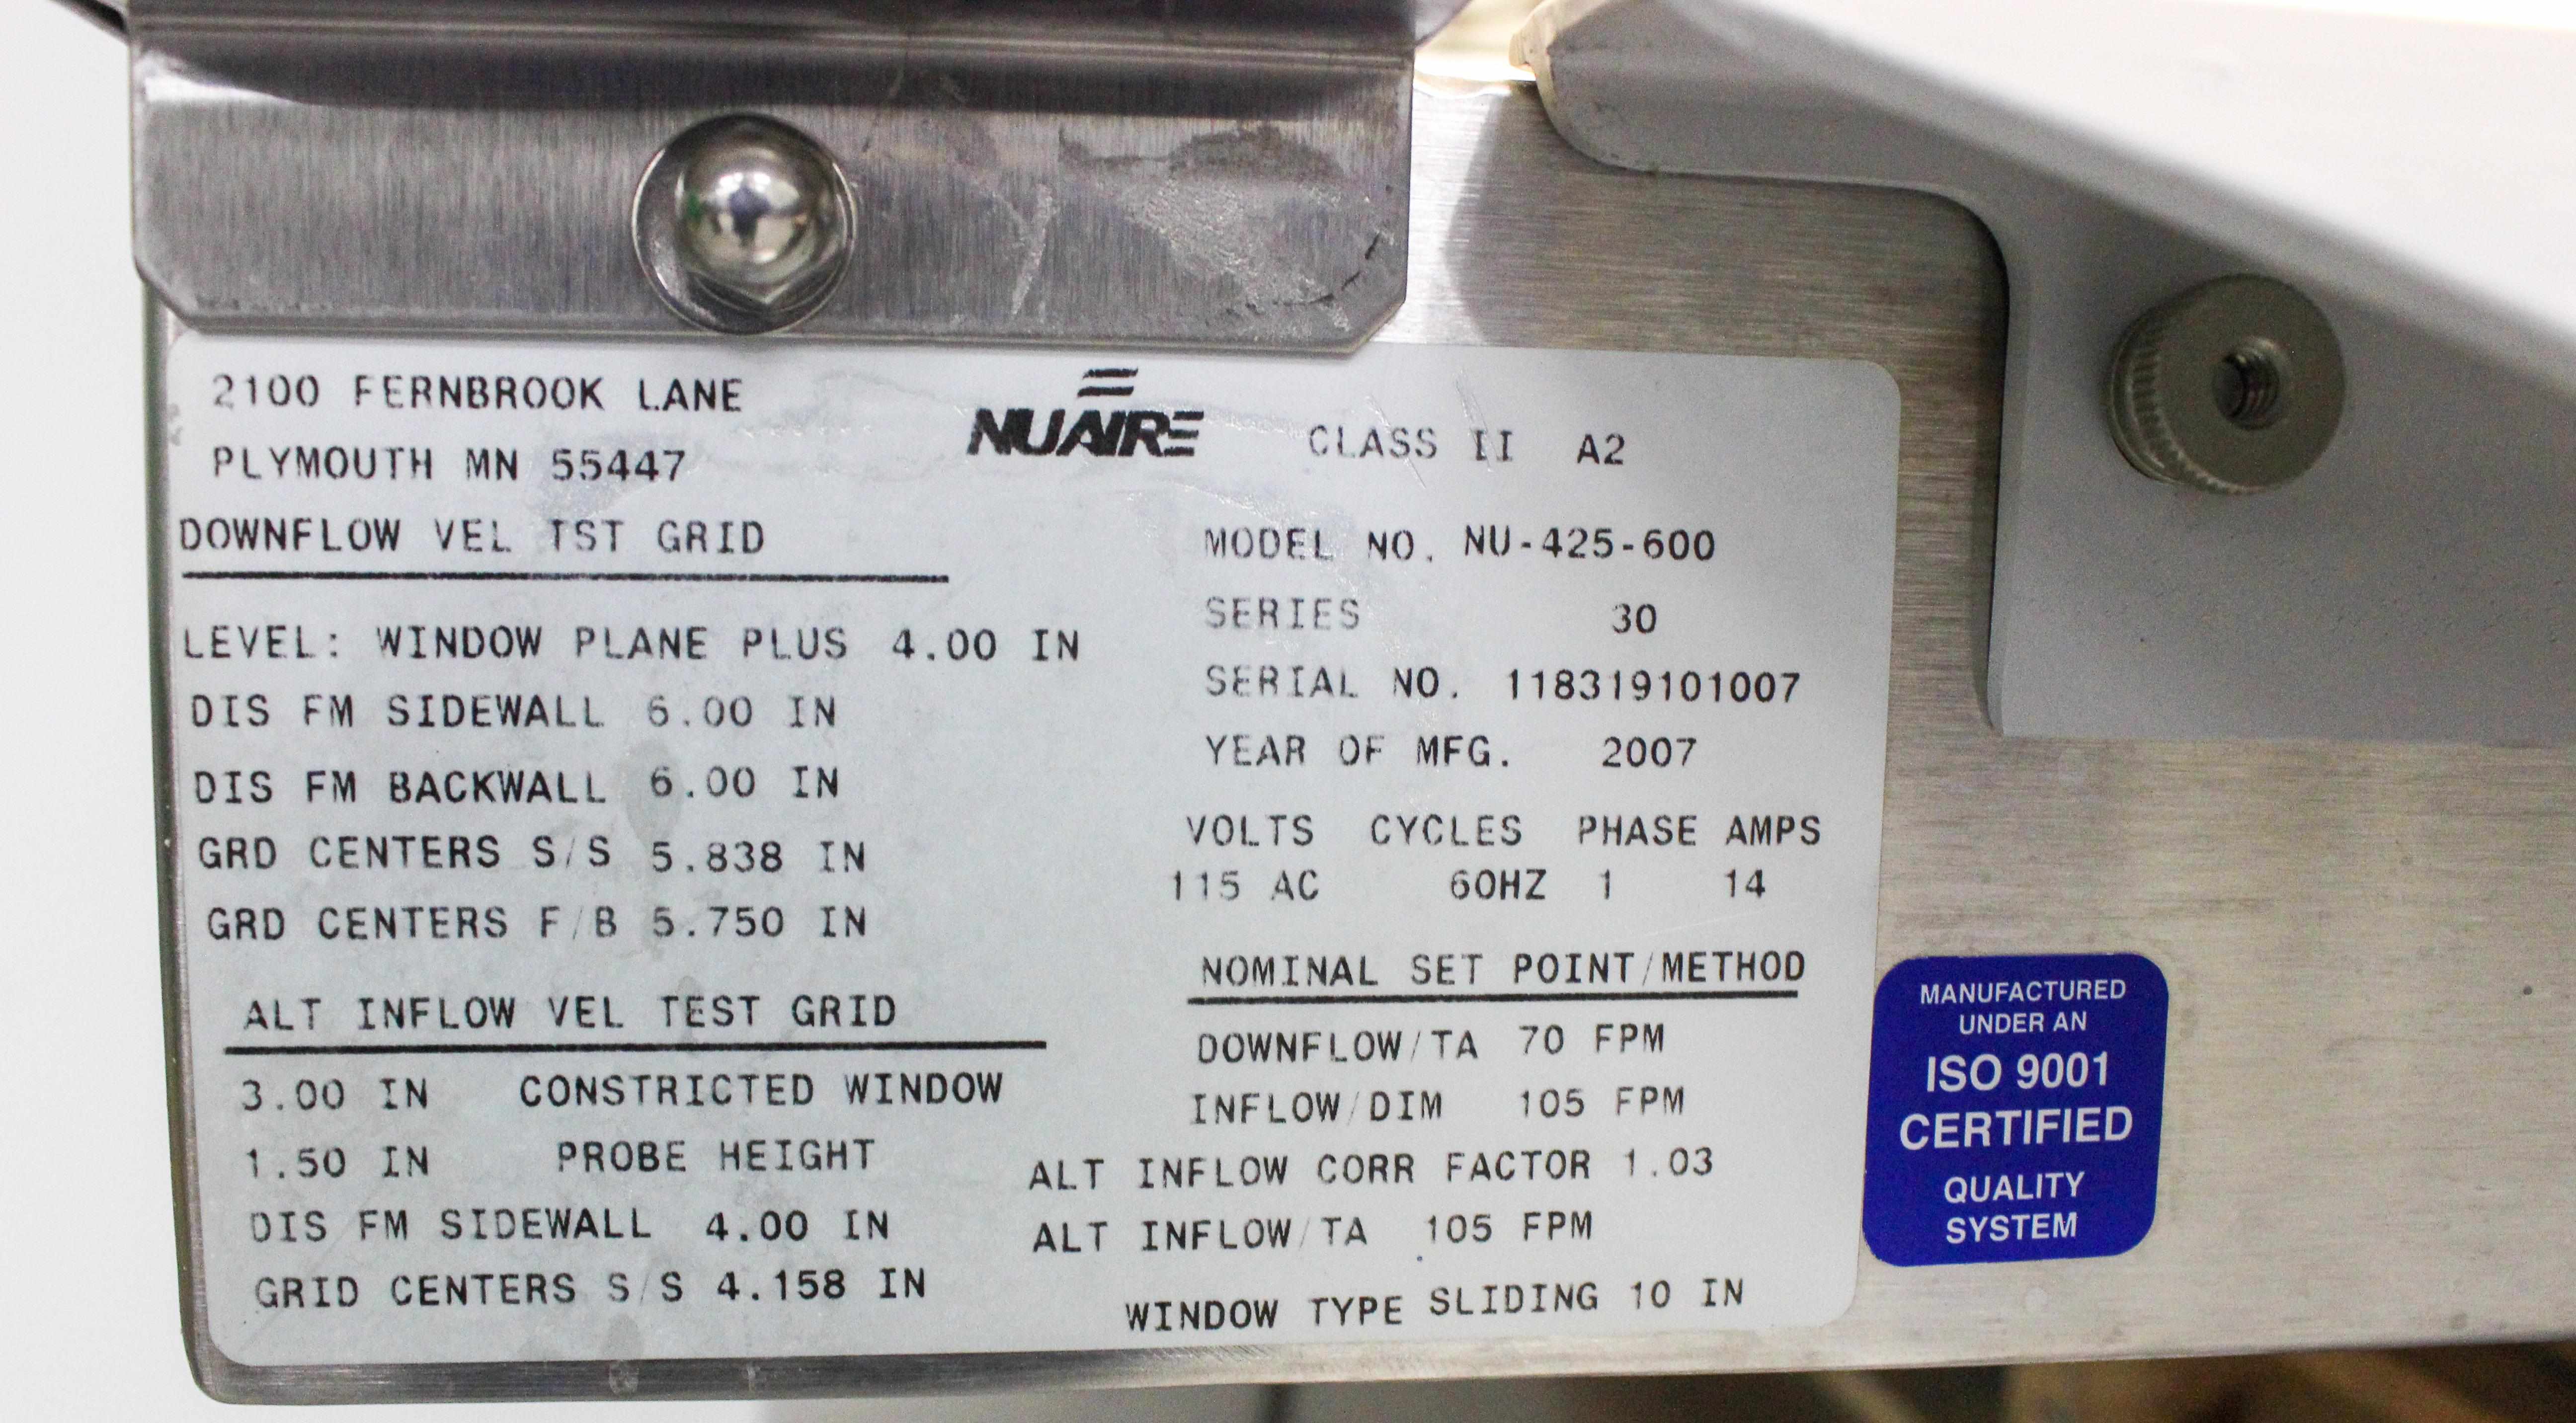 2100 FERNBROOK LANE
PLYMOUTH MN 55447
NUAIRE
CLASS II A2
DOWNFLOW VEL TST GRID
LEVEL: WINDOW PLANE PLUS 4.00 IN
DIS FM SIDEWALL 6.00 IN
DIS FM BACKWALL 6.00 IN
GRD CENTERS S/S 5.838 IN
GRD CENTERS F/B 5.750 IN
ALT INFLOW VEL TEST GRID
3.00 IN CONSTRICTED WINDOW
1.50 IN PROBE HEIGHT
DIS FM SIDEWALL 4.00 IN
GRID CENTERS S/S 4.158 IN
MODEL NO. NU-425-600
SERIES 30
SERIAL NO. 118319101007
YEAR OF MFG. 2007
VOLTS CYCLES PHASE AMPS
115 AC 60HZ 1 14
NOMINAL SET POINT/METHOD
DOWNFLOW/TA 70 FPM
INFLOW/DIM 105 FPM
ALT INFLOW CORR FACTOR 1.03
ALT INFLOW/TA 105 FPM
WINDOW TYPE SLIDING 10 IN
MANUFACTURED
UNDER AN
ISO 9001
CERTIFIED
QUALITY
SYSTEM